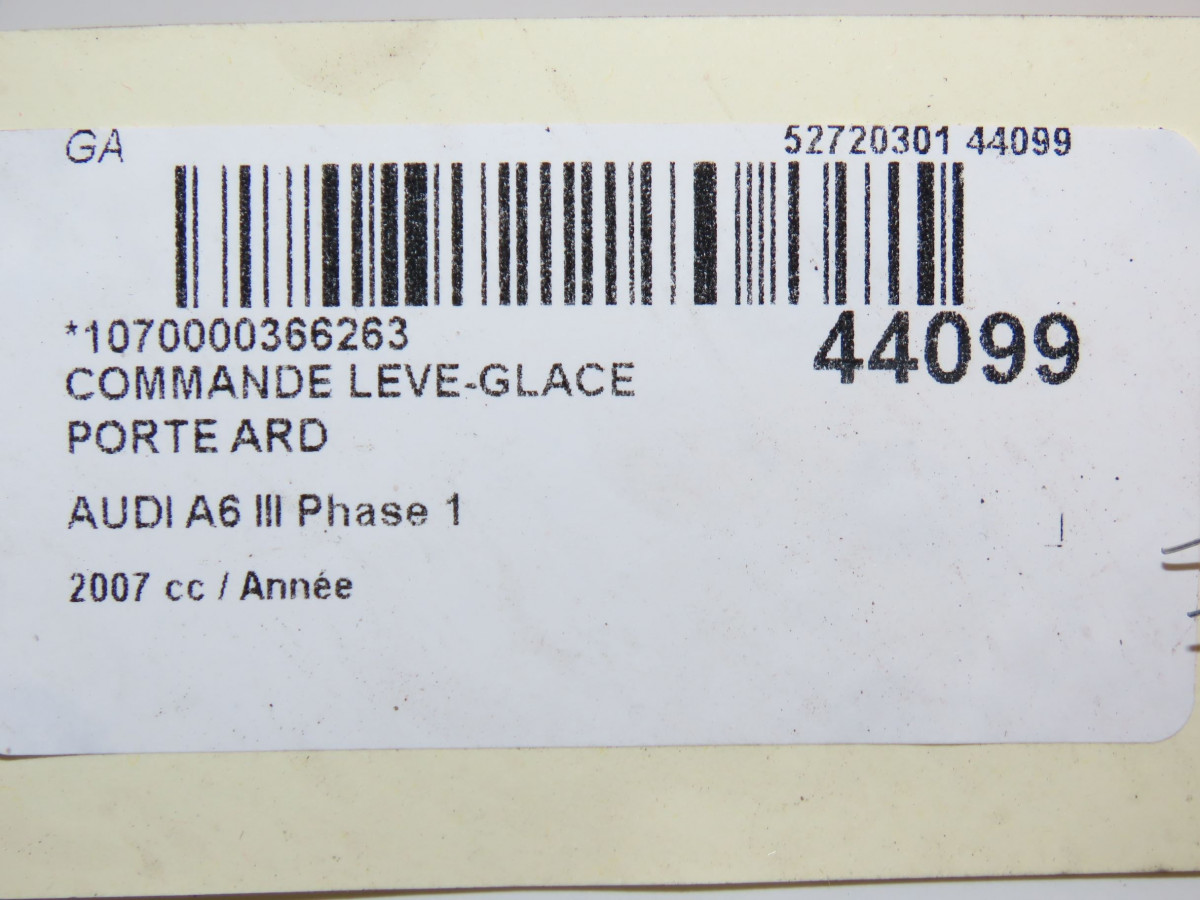 GA
52720301 44099
*1070000366263
44099
COMMANDE LEVE-GLACE
PORTE ARD
AUDI A6 III Phase 1
2007 cc / Année